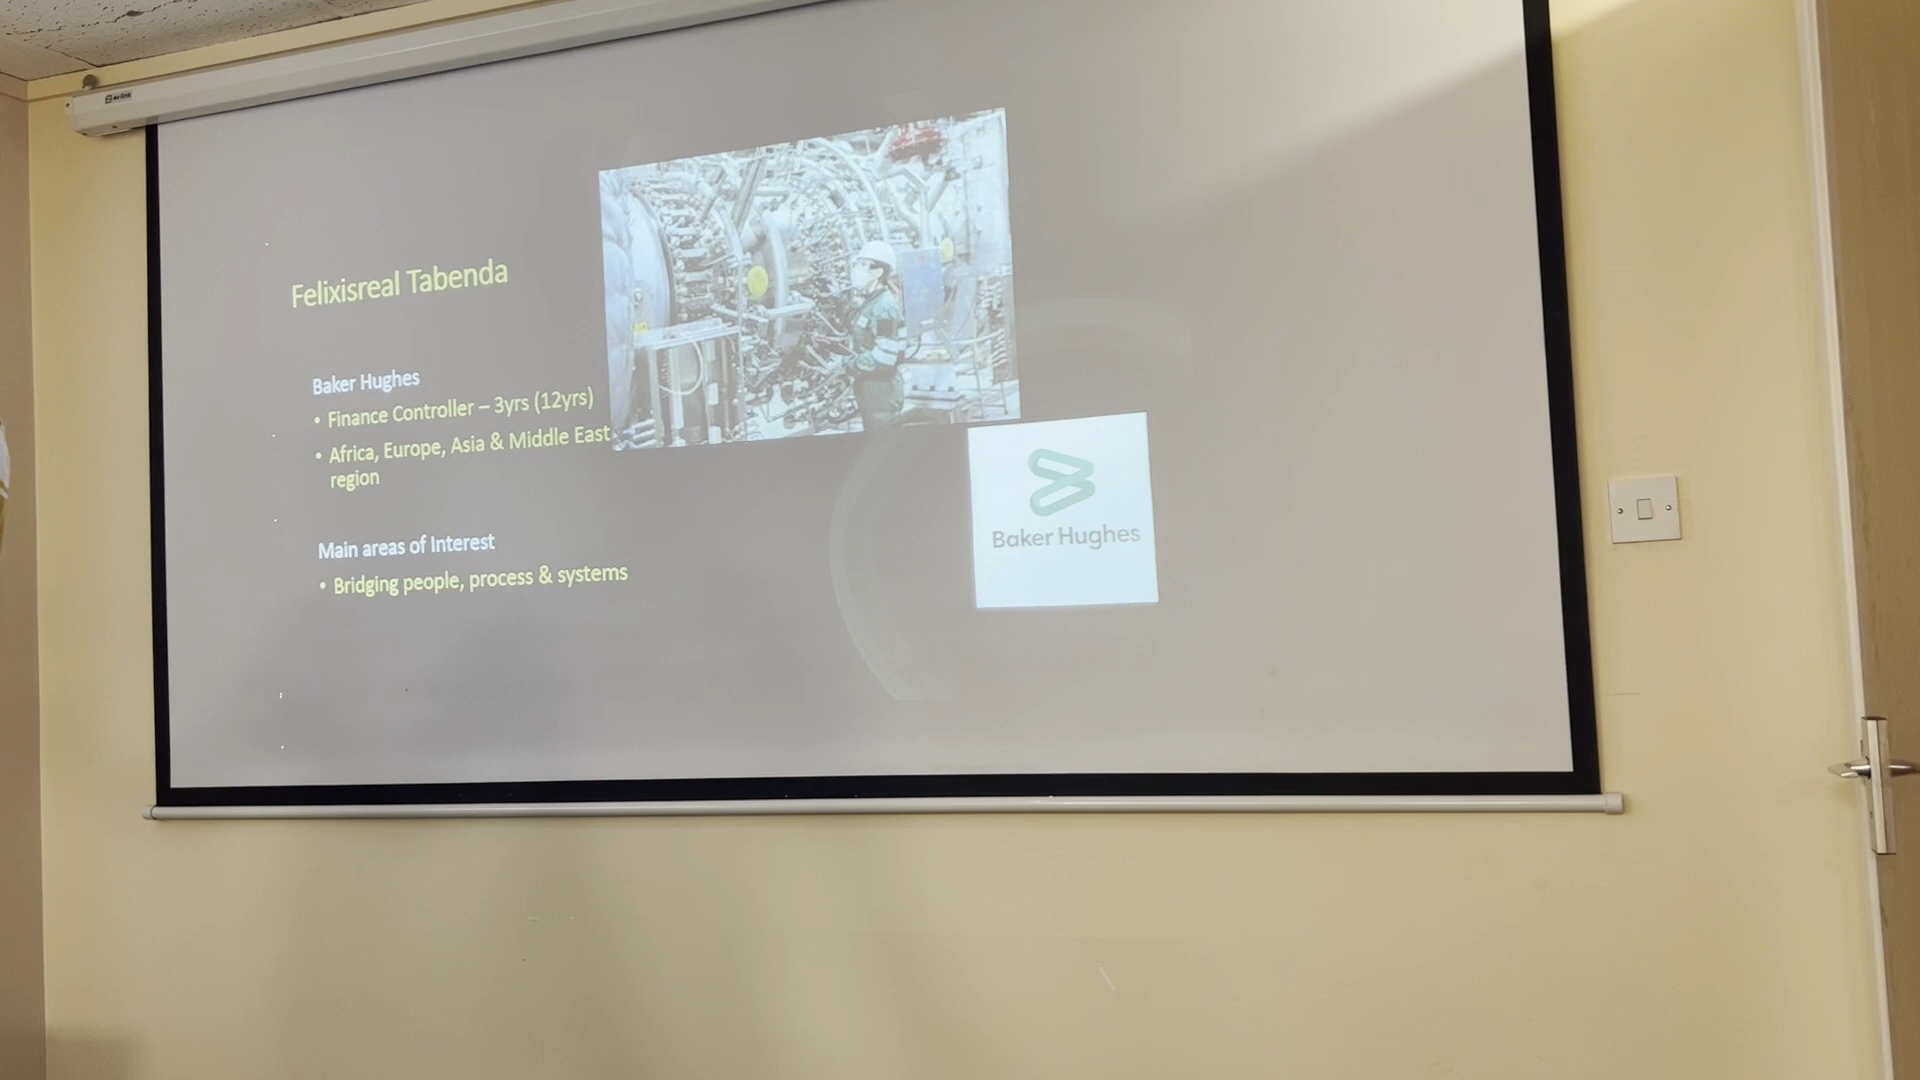 Felixisreal Tabenda
Baker Hughes
• Finance Controller – 3yrs (12yrs)
• Africa, Europe, Asia & Middle East
region
Main areas of Interest
• Bridging people, process & systems
Baker Hughes